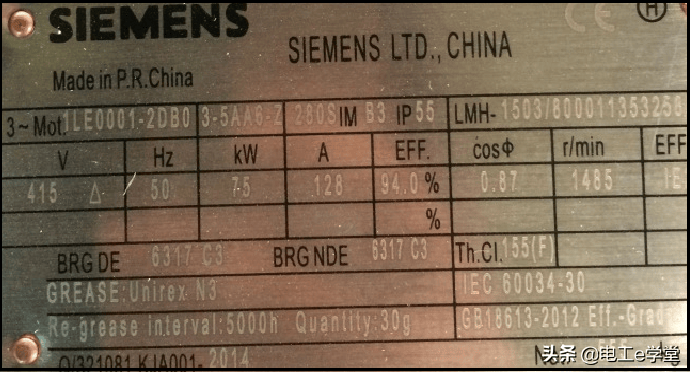 SIEMENS
CE H
SIEMENS LTD., CHINA
Made in P.R.China
3~Mot. 1LE0001-2DB0 3-5AA6-Z 280S IM B3 IP 55 LMH-1503/800011353258
V Hz kW A EFF. cosΦ r/min EFF
415 △ 50 75 128 94.0 % 0.87 1485 IE
%
BRG DE 6317 C3 BRG NDE 6317 C3 Th.Cl. 155(F)
GREASE:Unirex N3 IEC 60034-30
Re-grease interval:5000h Quantity:30g GB18613-2012 Eff.-Grade
Q/321081 KJA001-2014
头条 @电工e学堂